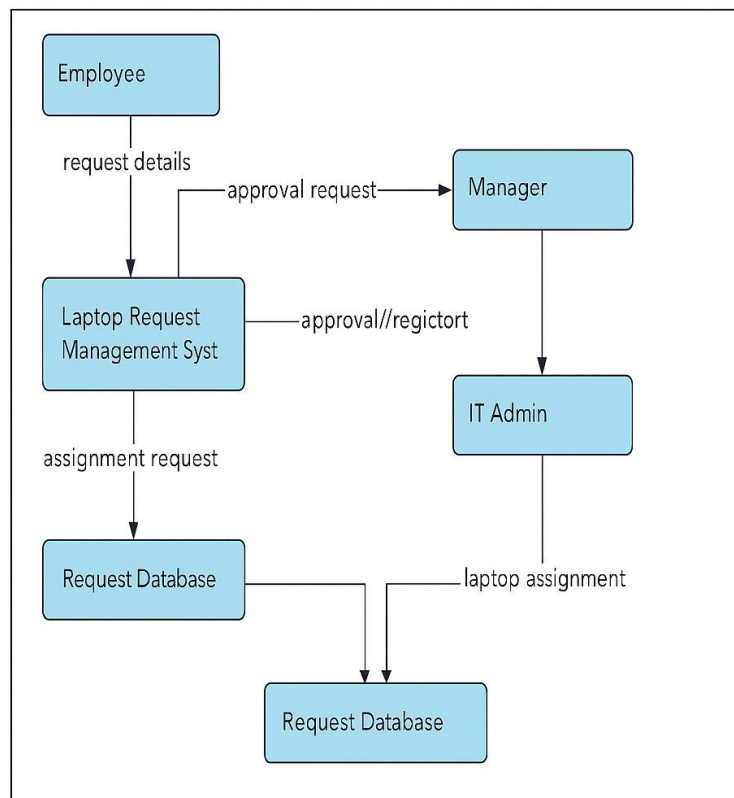 Employee
request details
approval request
Manager
Laptop Request
Management Syst
approval//regictort
IT Admin
assignment request
Request Database
laptop assignment
Request Database